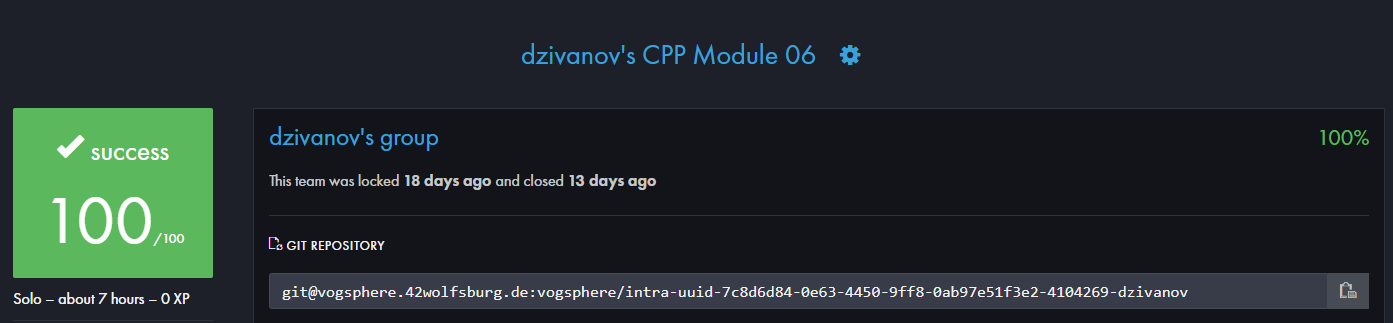 dzivanov's CPP Module 06
success
100/100
Solo – about 7 hours – 0 XP
dzivanov's group
100%
This team was locked 18 days ago and closed 13 days ago
GIT REPOSITORY
git@vogsphere.42wolfsburg.de:vogsphere/intra-uuid-7c8d6d84-0e63-4450-9ff8-0ab97e51f3e2-4104269-dzivanov